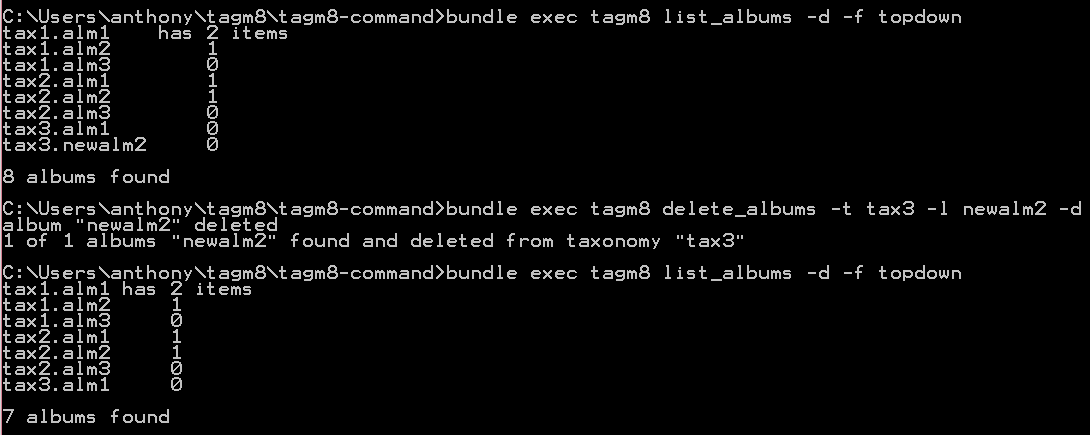 C:\Users\anthony\tagm8\tagm8-command>bundle exec tagm8 list_albums -d -f topdown
tax1.alm1    has 2 items
tax1.alm2        1
tax1.alm3        0
tax2.alm1        1
tax2.alm2        1
tax2.alm3        0
tax3.alm1        0
tax3.newalm2     0
8 albums found
C:\Users\anthony\tagm8\tagm8-command>bundle exec tagm8 delete_albums -t tax3 -l newalm2 -d
album "newalm2" deleted
1 of 1 albums "newalm2" found and deleted from taxonomy "tax3"
C:\Users\anthony\tagm8\tagm8-command>bundle exec tagm8 list_albums -d -f topdown
tax1.alm1 has 2 items
tax1.alm2     1
tax1.alm3     0
tax2.alm1     1
tax2.alm2     1
tax2.alm3     0
tax3.alm1     0
7 albums found